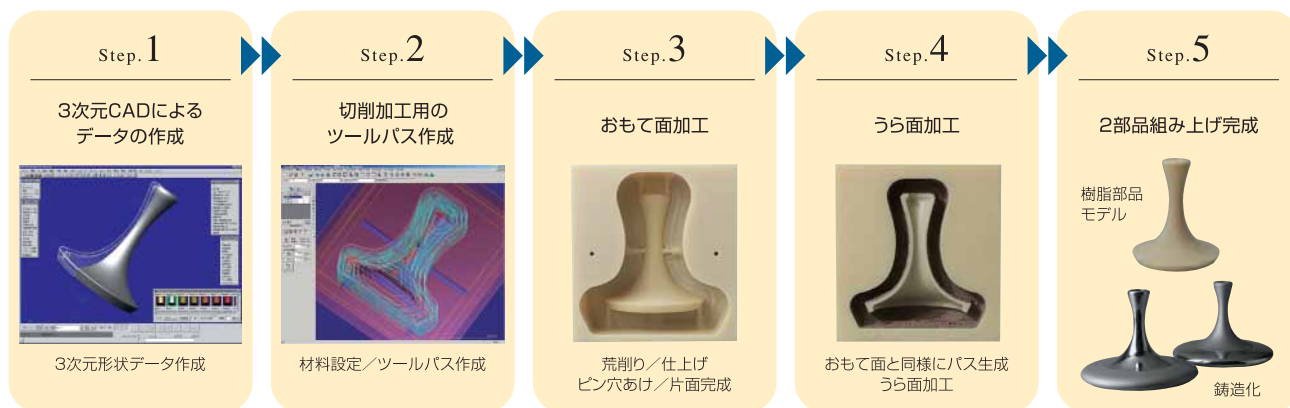 Step.1
3次元CADによる
データの作成
3次元形状データ作成
Step.2
切削加工用の
ツールパス作成
材料設定／ツールパス作成
Step.3
おもて面加工
荒削り／仕上げ
ピン穴あけ／片面完成
Step.4
うら面加工
おもて面と同様にパス生成
うら面加工
Step.5
2部品組み上げ完成
樹脂部品
モデル
鋳造化